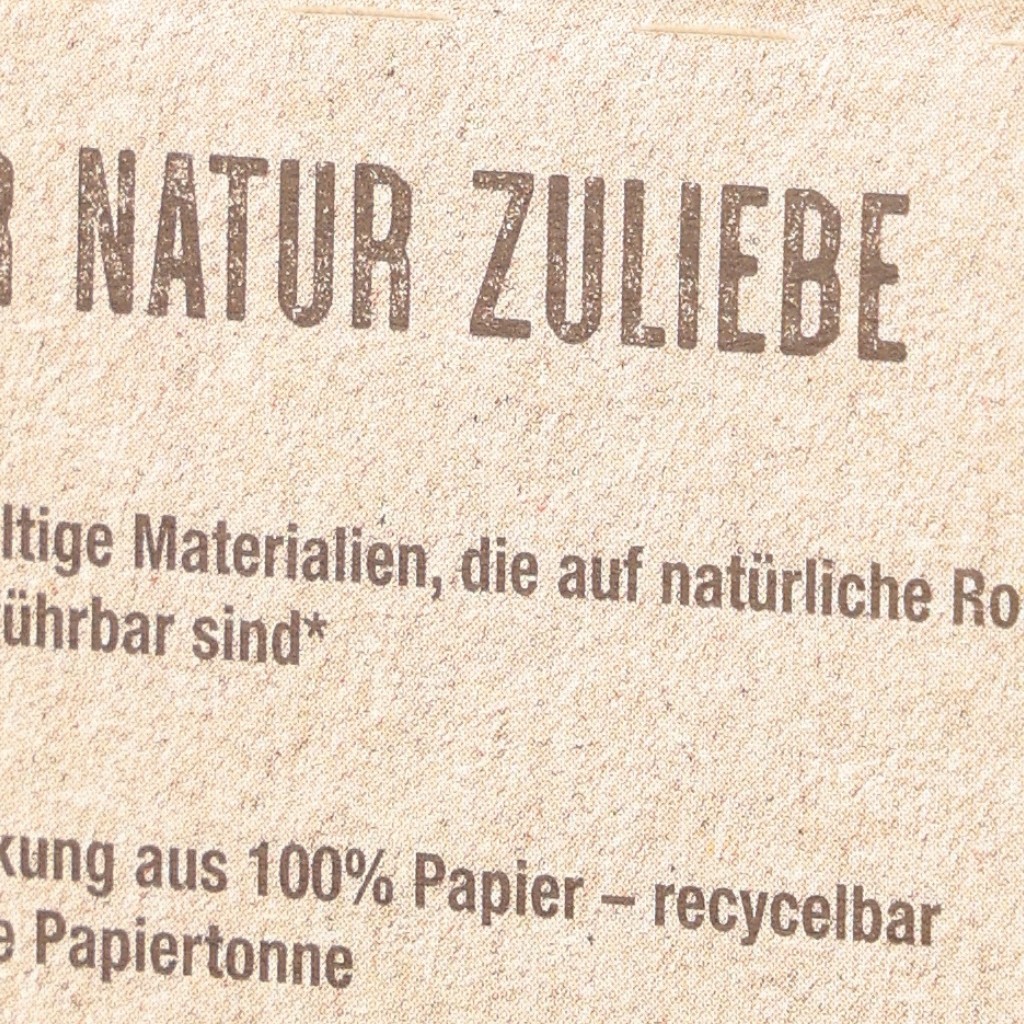 R NATUR ZULIEBE
ltige Materialien, die auf natürliche Ro
ührbar sind*
kung aus 100% Papier – recycelbar
e Papiertonne